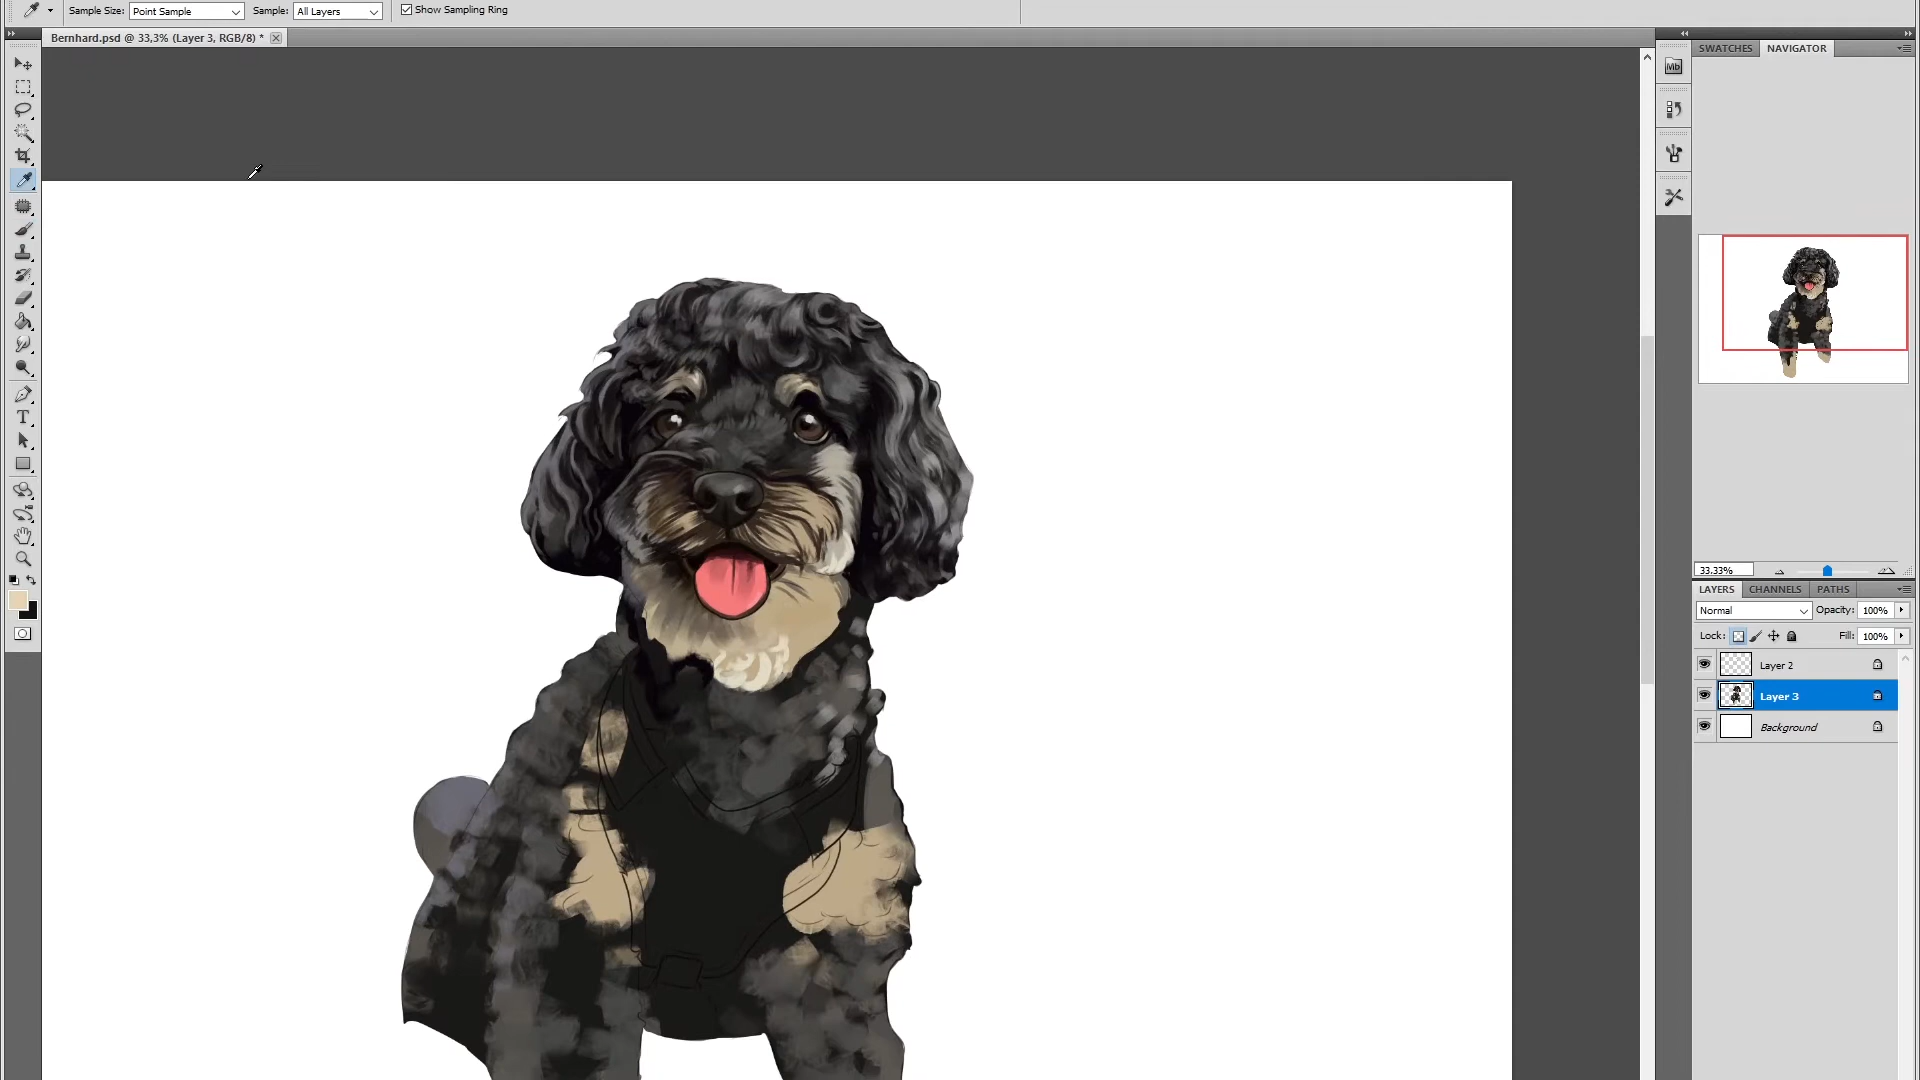 Sample Size: Point Sample Sample: All Layers Show Sampling Ring
Bernhard.psd @ 33,3% (Layer 3, RGB/8) *
SWATCHES NAVIGATOR
Mb
T
33.33%
LAYERS CHANNELS PATHS
Normal Opacity: 100%
Lock: Fill: 100%
Layer 2
Layer 3
Background